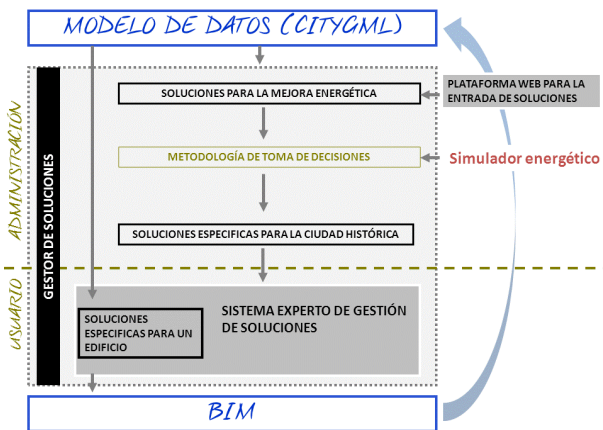 MODELO DE DATOS (CITYGML)
SOLUCIONES PARA LA MEJORA ENERGÉTICA
PLATAFORMA WEB PARA LA
ENTRADA DE SOLUCIONES
METODOLOGÍA DE TOMA DE DECISIONES
Simulador energético
SOLUCIONES ESPECIFICAS PARA LA CIUDAD HISTÓRICA
ADMINISTRACIÓN
GESTOR DE SOLUCIONES
USUARIO
SISTEMA EXPERTO DE GESTIÓN
DE SOLUCIONES
SOLUCIONES
ESPECIFICAS PARA UN
EDIFICIO
BIM